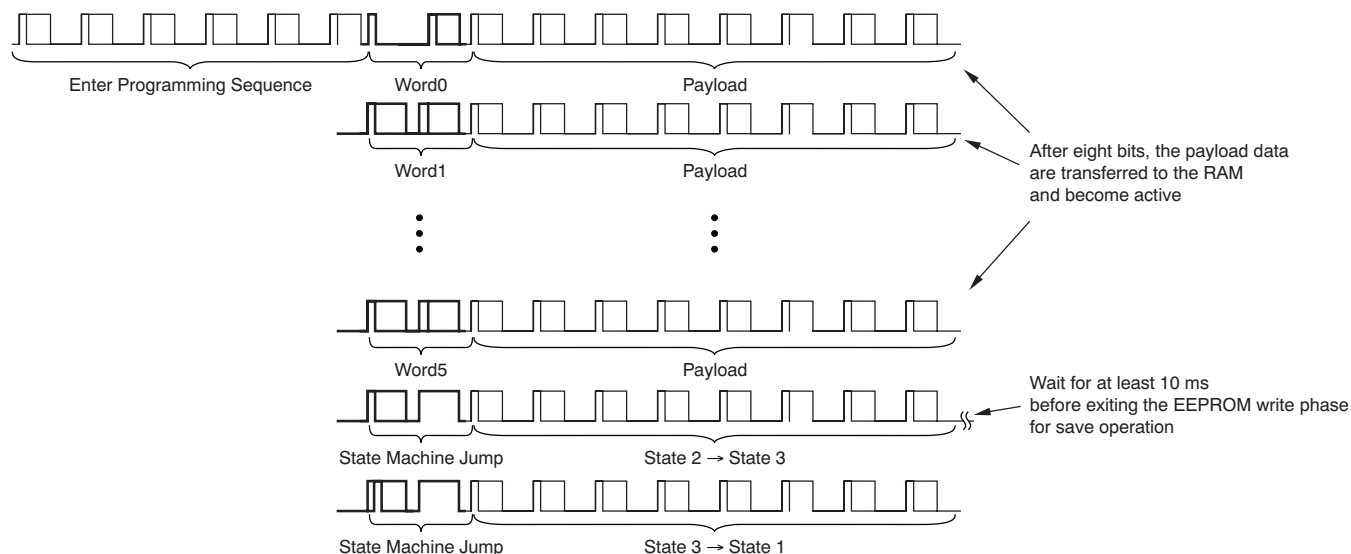 Enter Programming Sequence
Word0
Payload
Word1
Payload
After eight bits, the payload data
are transferred to the RAM
and become active
Word5
Payload
Wait for at least 10 ms
before exiting the EEPROM write phase
for save operation
State Machine Jump
State 2 → State 3
State Machine Jump
State 3 → State 1